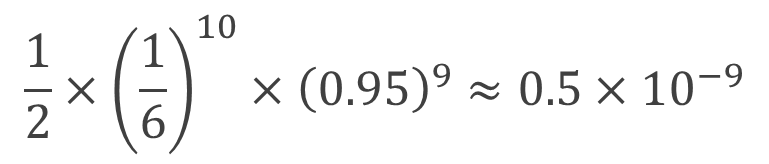 1/2 × (1/6)^10 × (0.95)^9 ≈ 0.5 × 10^−9